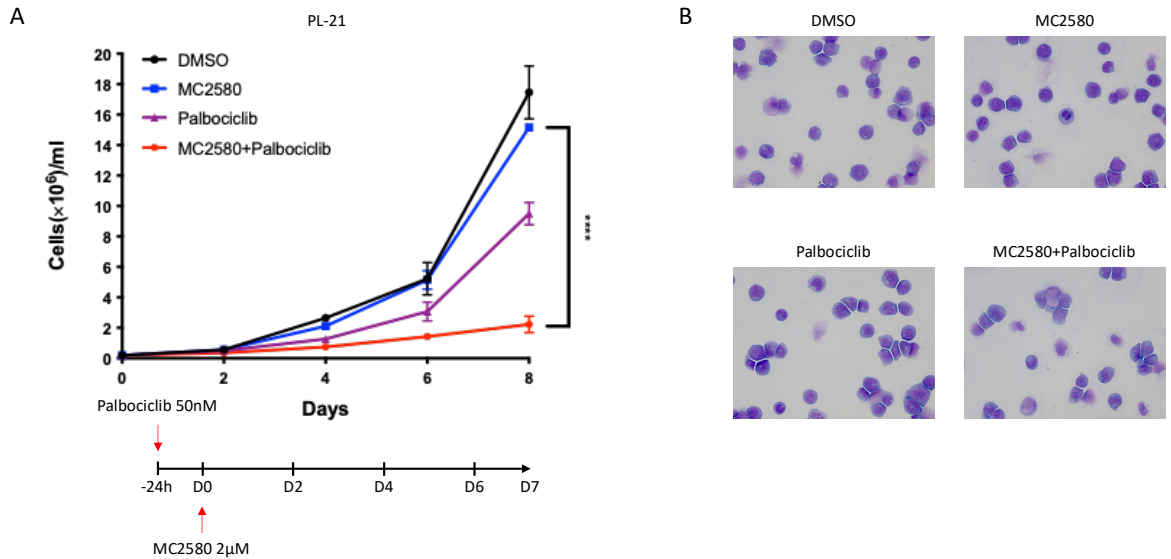 A
PL-21
DMSO
MC2580
Palbociclib
MC2580+Palbociclib
20
18
16
14
12
10
8
6
4
2
0
Cells(×10⁶)/ml
0 2 4 6 8
Days
****
Palbociclib 50nM
-24h D0 D2 D4 D6 D7
MC2580 2µM
B
DMSO
MC2580
Palbociclib
MC2580+Palbociclib